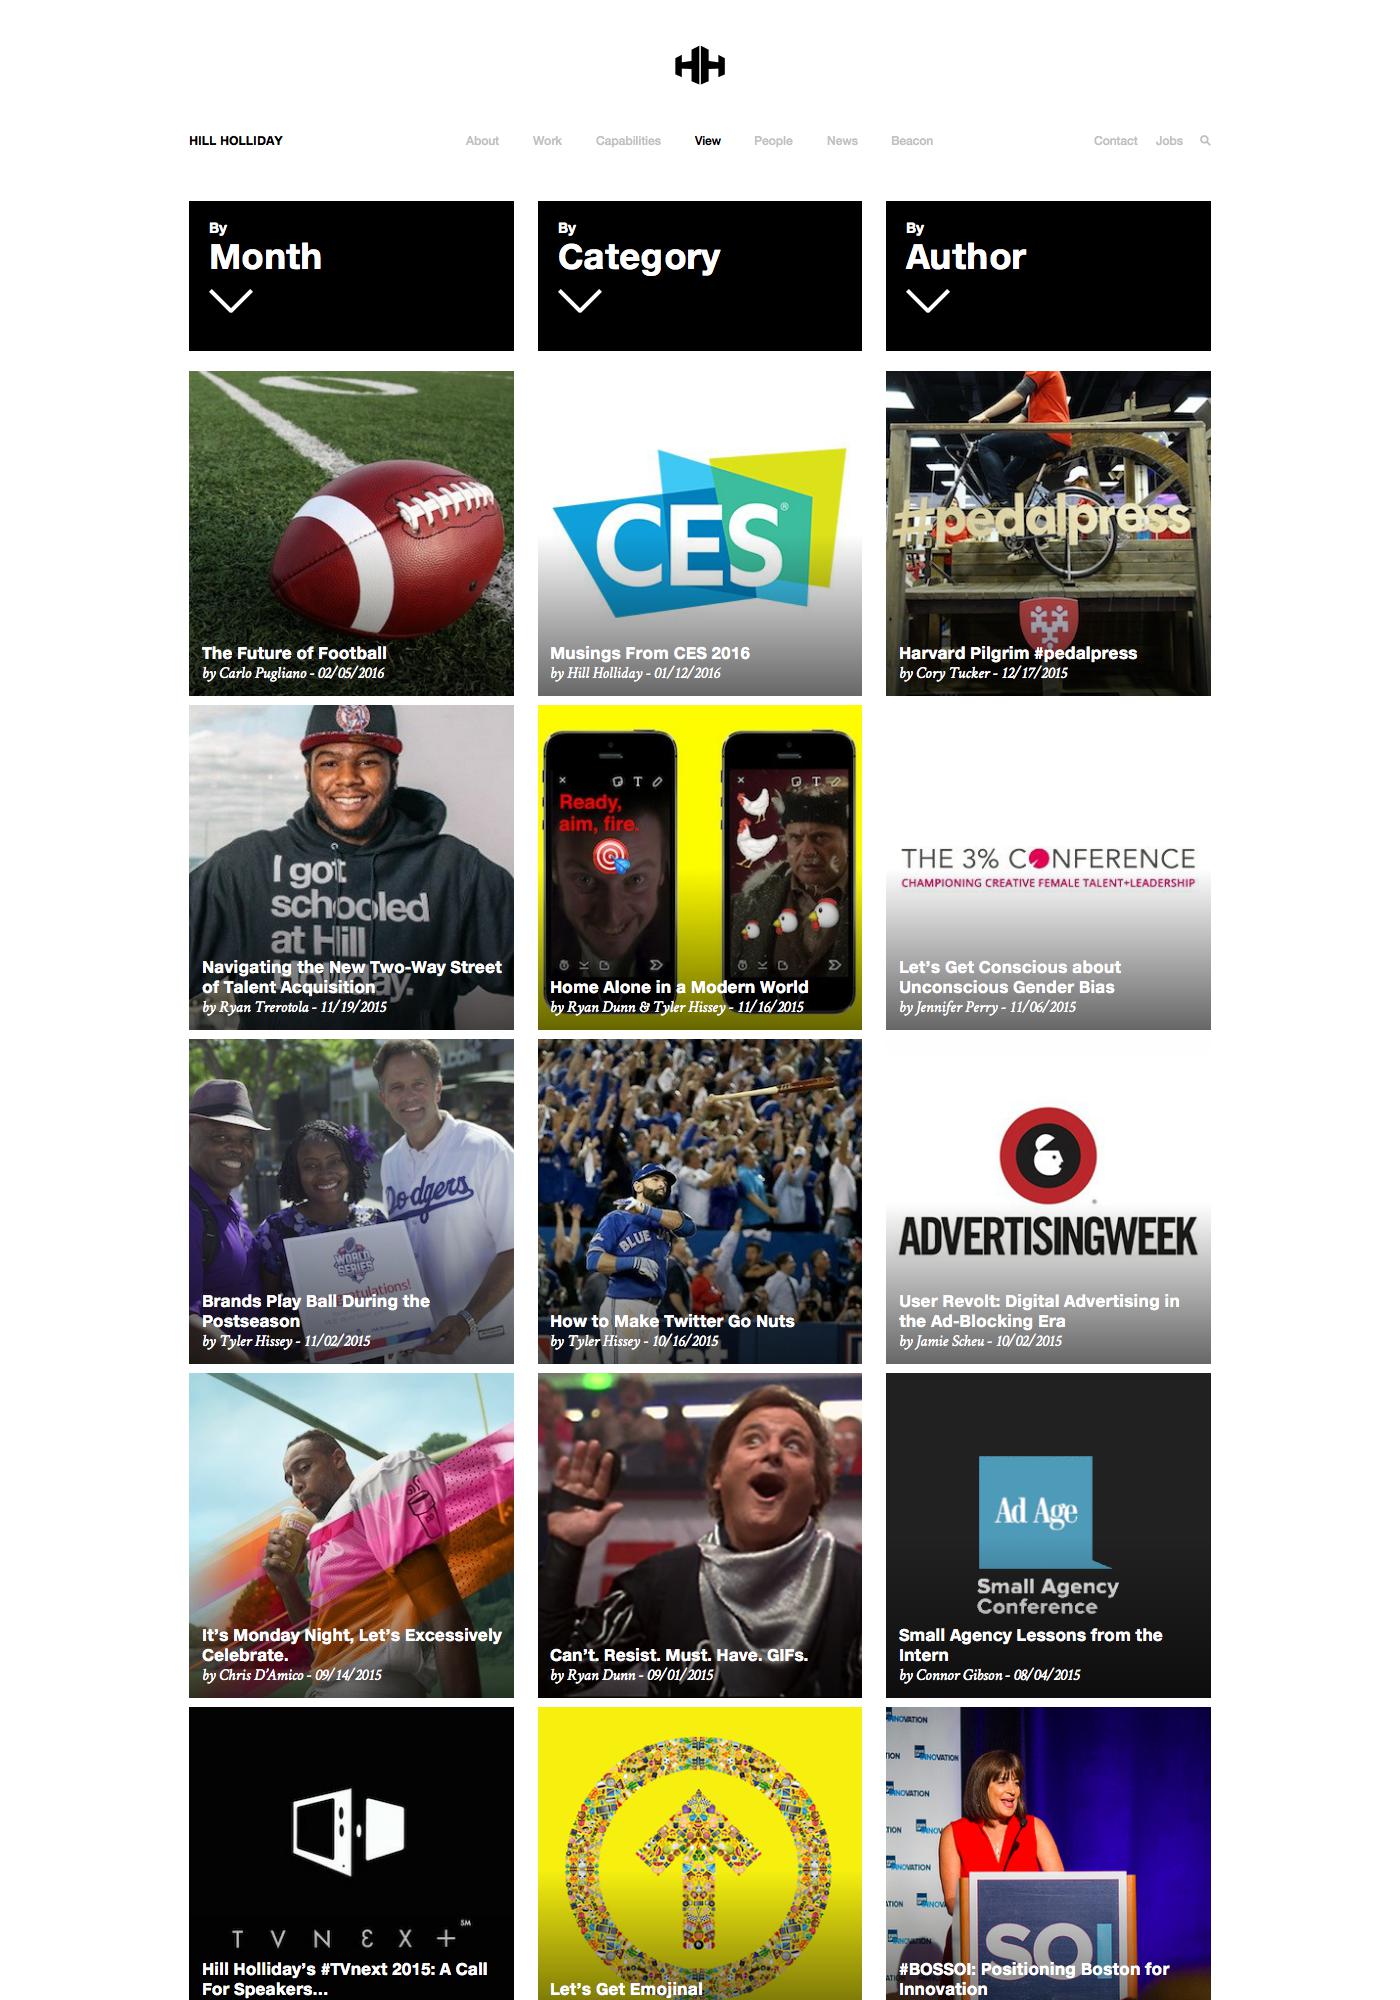 HILL HOLLIDAY
About Work Capabilities View People News Beacon
Contact Jobs
By
Month
By
Category
By
Author
The Future of Football
by Carlo Pugliano - 02/05/2016
CES®
Musings From CES 2016
by Hill Holliday - 01/12/2016
#pedalpress
Harvard Pilgrim #pedalpress
by Cory Tucker - 12/17/2015
I got
schooled
at Hill
Holliday.
Navigating the New Two-Way Street
of Talent Acquisition
by Ryan Trerotola - 11/19/2015
Ready,
aim, fire.
Home Alone in a Modern World
by Ryan Dunn & Tyler Hissey - 11/16/2015
THE 3% CONFERENCE
CHAMPIONING CREATIVE FEMALE TALENT+LEADERSHIP
Let's Get Conscious about
Unconscious Gender Bias
by Jennifer Perry - 11/06/2015
Dodgers
WORLD
SERIES
Brands Play Ball During the
Postseason
by Tyler Hissey - 11/02/2015
BLUE
How to Make Twitter Go Nuts
by Tyler Hissey - 10/16/2015
ADVERTISINGWEEK
User Revolt: Digital Advertising in
the Ad-Blocking Era
by Jamie Scheu - 10/02/2015
It's Monday Night, Let's Excessively
Celebrate.
by Chris D'Amico - 09/14/2015
Can't. Resist. Must. Have. GIFs.
by Ryan Dunn - 09/01/2015
Ad Age
Small Agency
Conference
Small Agency Lessons from the
Intern
by Connor Gibson - 08/04/2015
TVNEXT SM
Hill Holliday's #TVnext 2015: A Call
For Speakers...
Let's Get Emojinal
INNOVATION
SOI
#BOSSOI: Positioning Boston for
Innovation